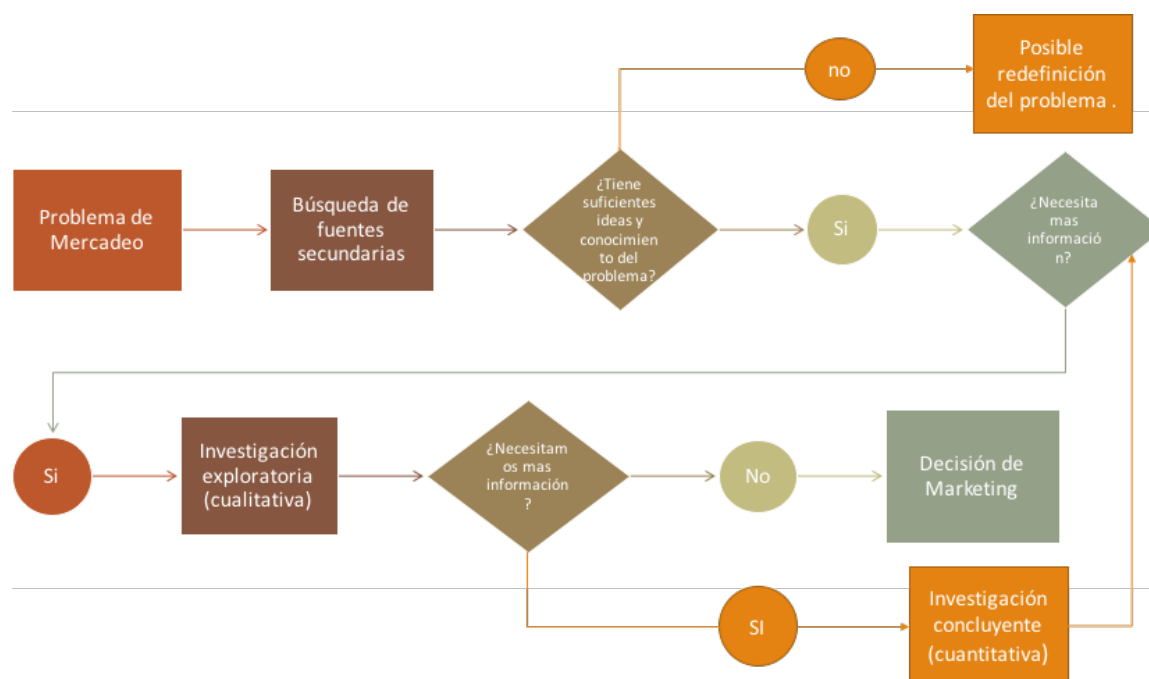 no
Posible
redefinición
del problema .
Problema de
Mercadeo
Búsqueda de
fuentes
secundarias
¿Tiene
suficientes
ideas y
conocimien
to del
problema?
Si
¿Necesita
mas
informació
n?
Si
Investigación
exploratoria
(cualitativa)
¿Necesitam
os mas
información
?
No
Decisión de
Marketing
SI
Investigación
concluyente
(cuantitativa)